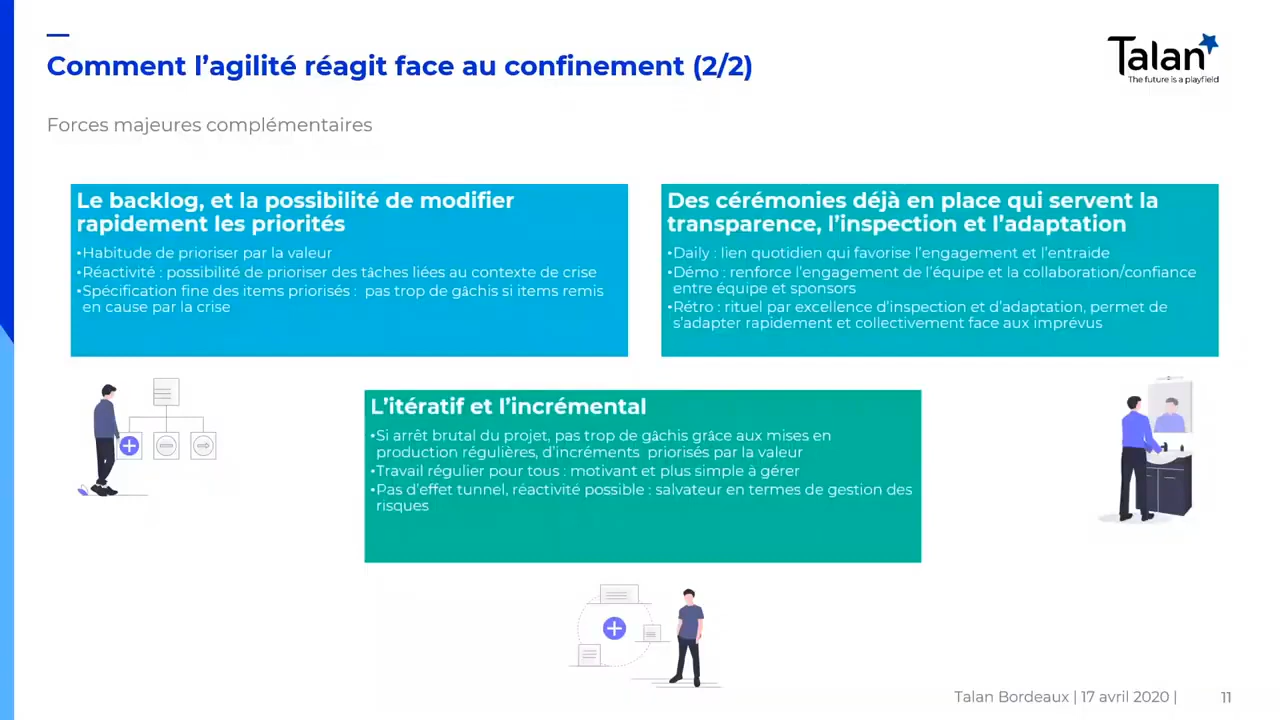 Comment l’agilité réagit face au confinement (2/2)
Talan
The future is a playfield
Forces majeures complémentaires
Le backlog, et la possibilité de modifier
rapidement les priorités
•Habitude de prioriser par la valeur
•Réactivité : possibilité de prioriser des tâches liées au contexte de crise
•Spécification fine des items priorisés :  pas trop de gâchis si items remis
en cause par la crise
Des cérémonies déjà en place qui servent la
transparence, l’inspection et l’adaptation
•Daily : lien quotidien qui favorise l’engagement et l’entraide
•Démo : renforce l’engagement de l’équipe et la collaboration/confiance
entre équipe et sponsors
•Rétro : rituel par excellence d’inspection et d’adaptation, permet de
s’adapter rapidement et collectivement face aux imprévus
L’itératif et l’incrémental
•Si arrêt brutal du projet, pas trop de gâchis grâce aux mises en
production régulières, d’incréments  priorisés par la valeur
•Travail régulier pour tous : motivant et plus simple à gérer
•Pas d’effet tunnel, réactivité possible : salvateur en termes de gestion des
risques
Talan Bordeaux | 17 avril 2020 |
11